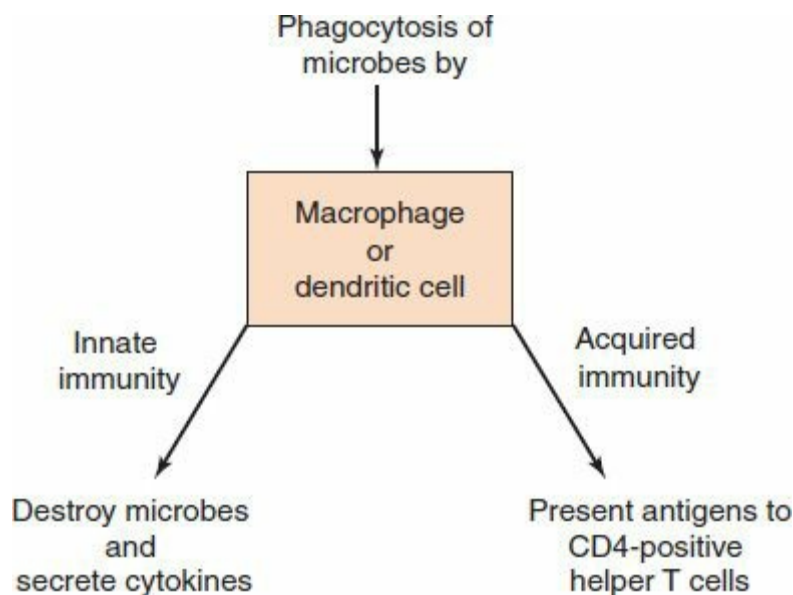 Phagocytosis of
microbes by
Macrophage
or
dendritic cell
Innate
immunity
Acquired
immunity
Destroy microbes
and
secrete cytokines
Present antigens to
CD4-positive
helper T cells